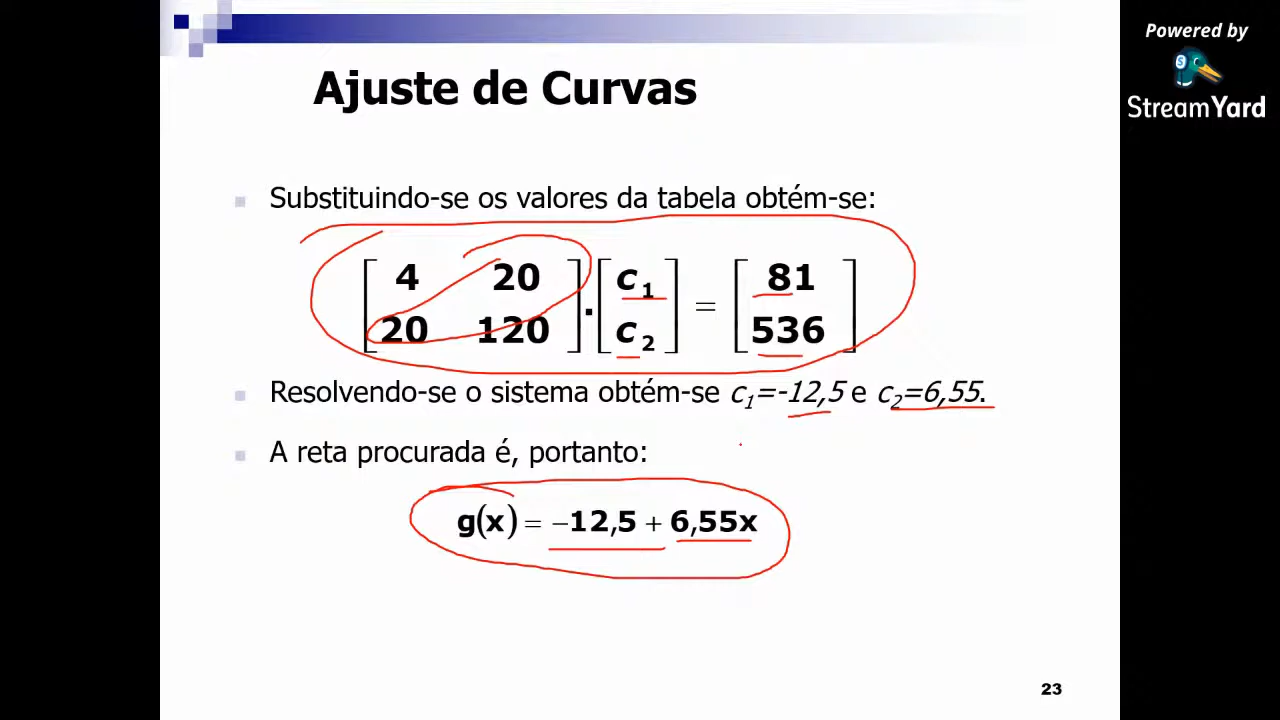 Powered by
StreamYard
Ajuste de Curvas
Substituindo-se os valores da tabela obtém-se:
[ 4 20 ; 20 120 ] . [ c1 ; c2 ] = [ 81 ; 536 ]
Resolvendo-se o sistema obtém-se c1=-12,5 e c2=6,55.
A reta procurada é, portanto:
g(x) = −12,5 + 6,55x
23